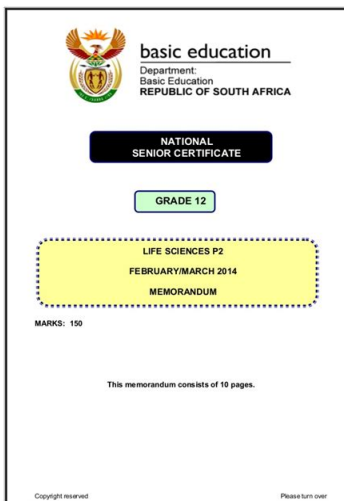 basic education
Department:
Basic Education
REPUBLIC OF SOUTH AFRICA
NATIONAL
SENIOR CERTIFICATE
GRADE 12
LIFE SCIENCES P2
FEBRUARY/MARCH 2014
MEMORANDUM
MARKS: 150
This memorandum consists of 10 pages.
Copyright reserved Please turn over